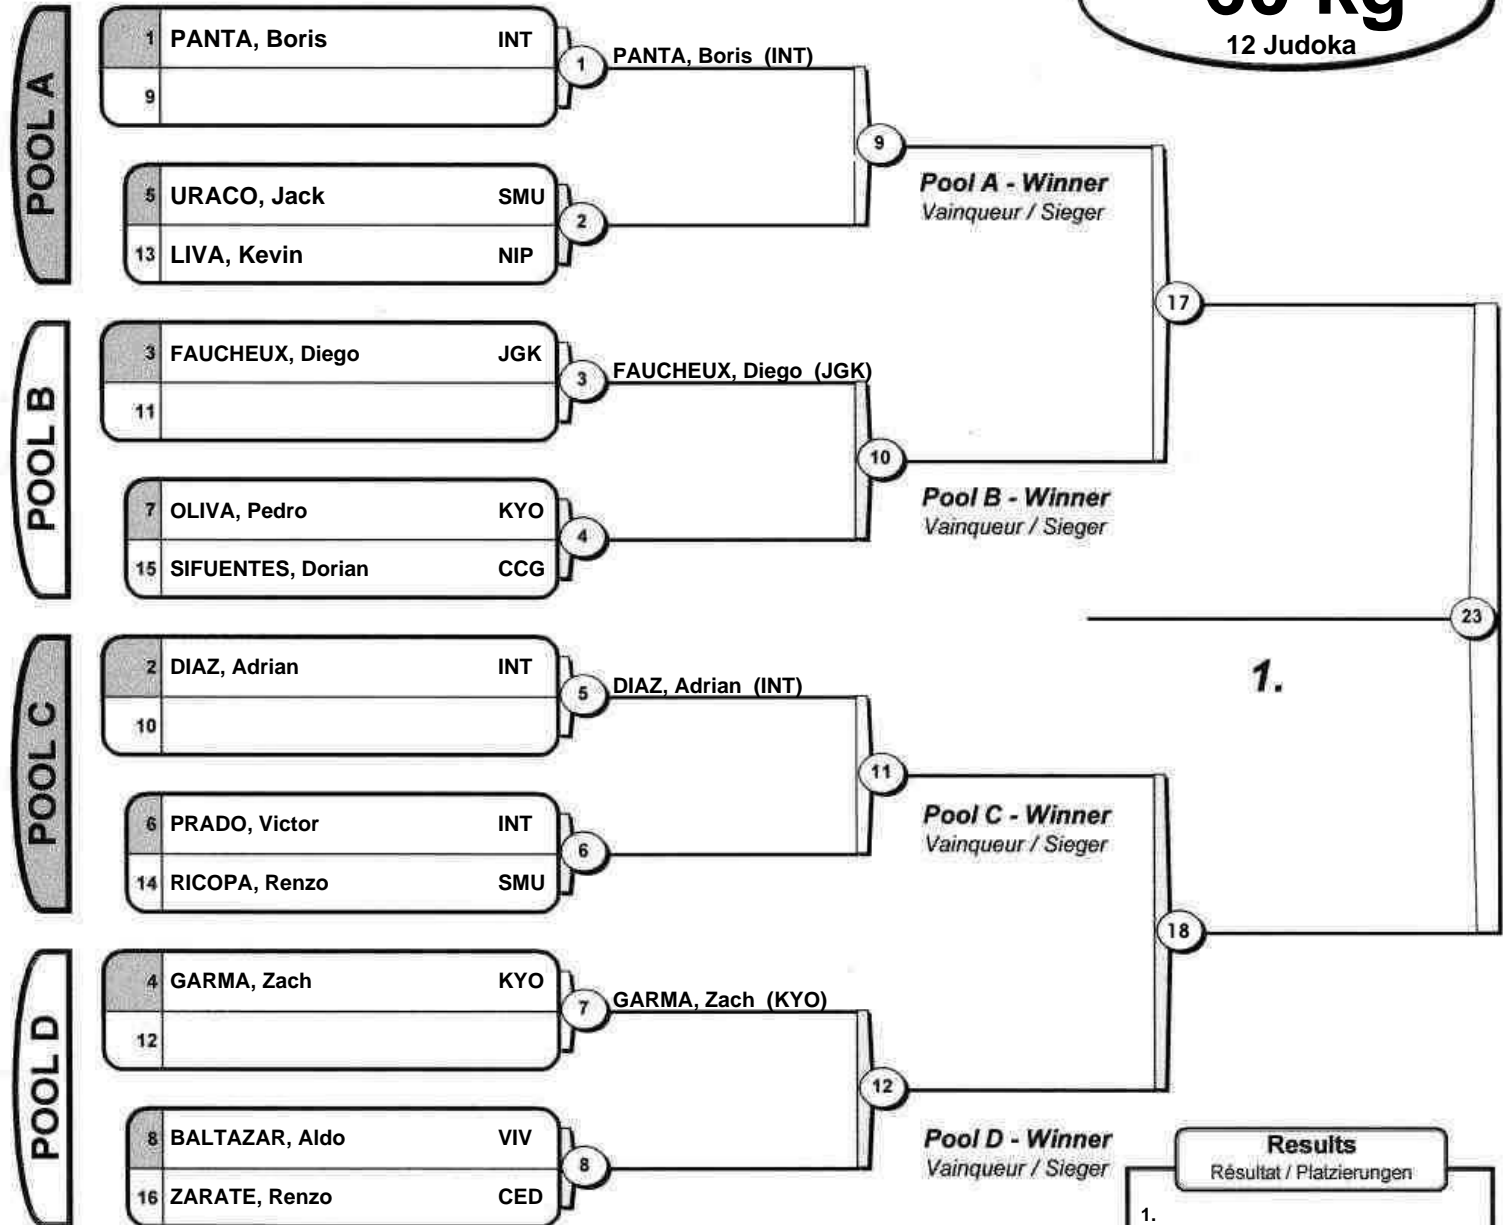 60 kg
12 Judoka
POOL A
1 PANTA, Boris INT
9
1 PANTA, Boris (INT)
5 URACO, Jack SMU
13 LIVA, Kevin NIP
2
9
Pool A - Winner
Vainqueur / Sieger
POOL B
3 FAUCHEUX, Diego JGK
11
3 FAUCHEUX, Diego (JGK)
7 OLIVA, Pedro KYO
15 SIFUENTES, Dorian CCG
4
10
Pool B - Winner
Vainqueur / Sieger
17
POOL C
2 DIAZ, Adrian INT
10
5 DIAZ, Adrian (INT)
6 PRADO, Victor INT
14 RICOPA, Renzo SMU
6
11
Pool C - Winner
Vainqueur / Sieger
POOL D
4 GARMA, Zach KYO
12
7 GARMA, Zach (KYO)
8 BALTAZAR, Aldo VIV
16 ZARATE, Renzo CED
8
12
Pool D - Winner
Vainqueur / Sieger
18
23
1.
Results
Résultat / Platzierungen
1.